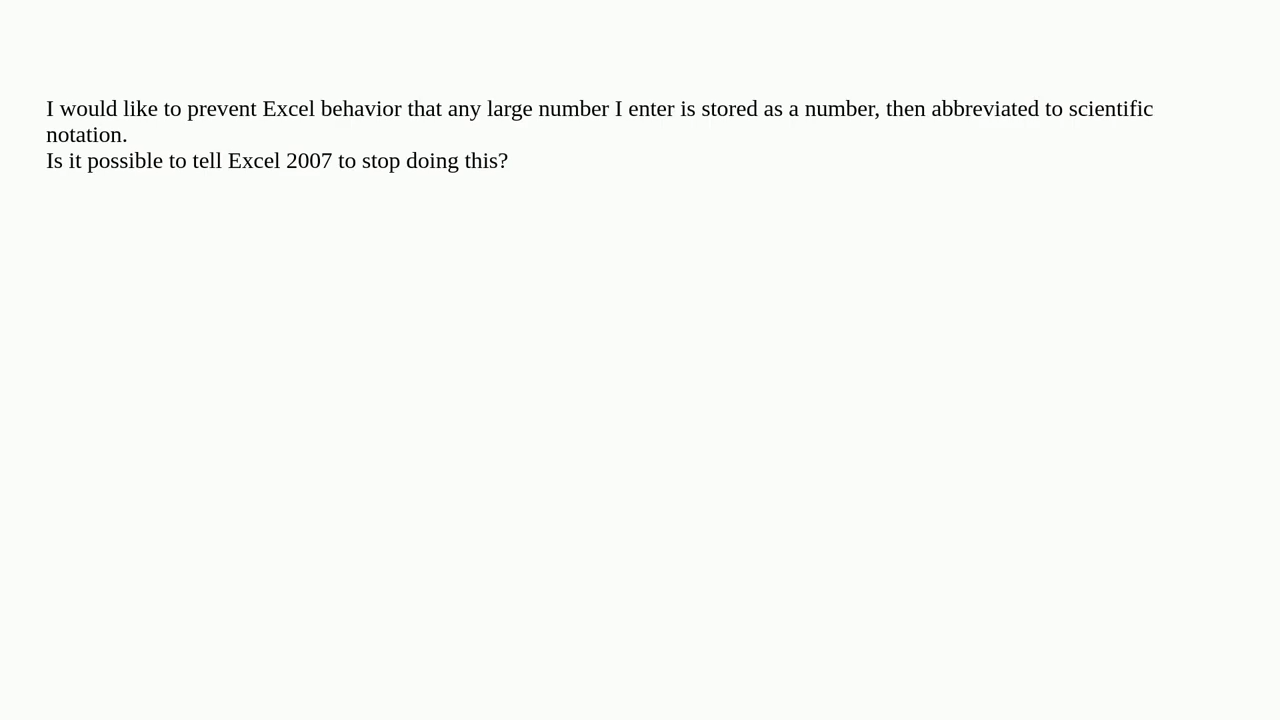 I would like to prevent Excel behavior that any large number I enter is stored as a number, then abbreviated to scientific
notation.
Is it possible to tell Excel 2007 to stop doing this?